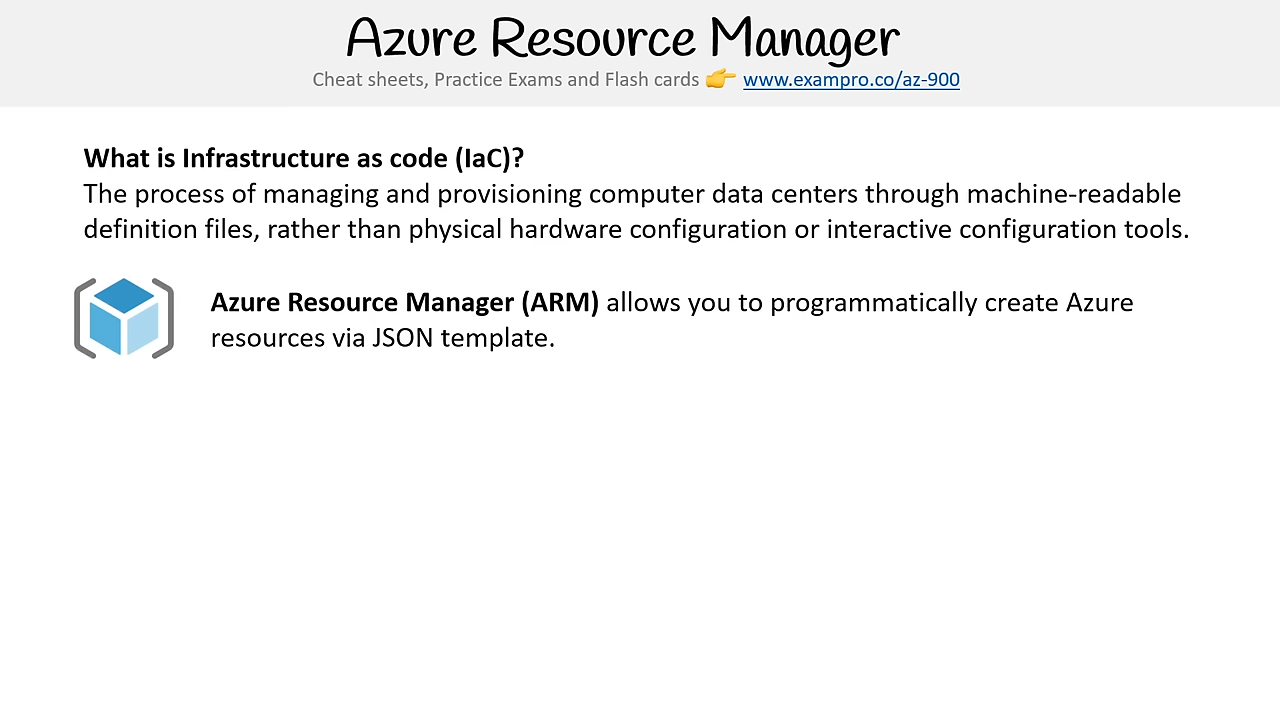 Azure Resource Manager
Cheat sheets, Practice Exams and Flash cards 👉 www.exampro.co/az-900
What is Infrastructure as code (IaC)?
The process of managing and provisioning computer data centers through machine-readable
definition files, rather than physical hardware configuration or interactive configuration tools.
Azure Resource Manager (ARM) allows you to programmatically create Azure
resources via JSON template.